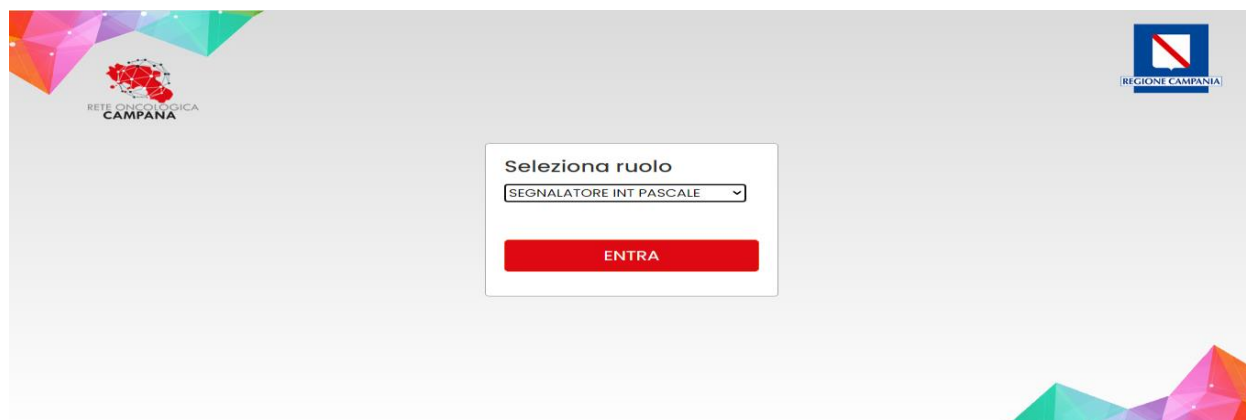 RETE ONCOLOGICA
CAMPANA
REGIONE CAMPANIA
Seleziona ruolo
SEGNALATORE INT PASCALE
ENTRA